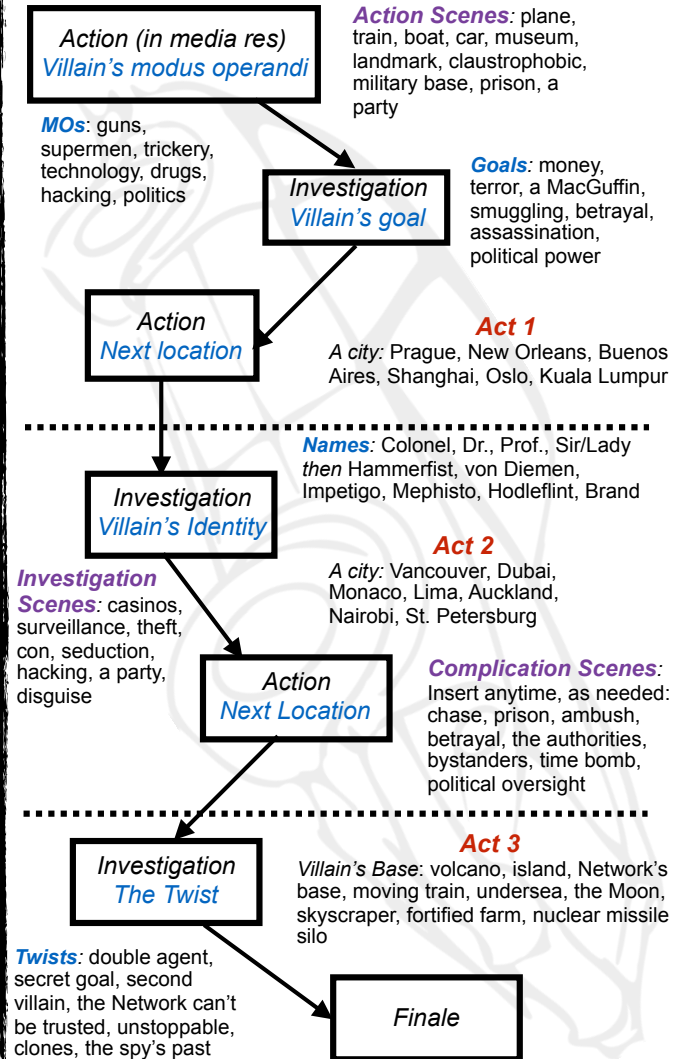 Action (in media res)
Villain's modus operandi
Action Scenes: plane,
train, boat, car, museum,
landmark, claustrophobic,
military base, prison, a
party
MOs: guns,
supermen, trickery,
technology, drugs,
hacking, politics
Investigation
Villain's goal
Goals: money,
terror, a MacGuffin,
smuggling, betrayal,
assassination,
political power
Action
Next location
Act 1
A city: Prague, New Orleans, Buenos
Aires, Shanghai, Oslo, Kuala Lumpur
Names: Colonel, Dr., Prof., Sir/Lady
then Hammerfist, von Diemen,
Impetigo, Mephisto, Hodleflint, Brand
Investigation
Villain's Identity
Act 2
A city: Vancouver, Dubai,
Monaco, Lima, Auckland,
Nairobi, St. Petersburg
Investigation
Scenes: casinos,
surveillance, theft,
con, seduction,
hacking, a party,
disguise
Action
Next Location
Complication Scenes:
Insert anytime, as needed:
chase, prison, ambush,
betrayal, the authorities,
bystanders, time bomb,
political oversight
Act 3
Villain's Base: volcano, island, Network's
base, moving train, undersea, the Moon,
skyscraper, fortified farm, nuclear missile
silo
Investigation
The Twist
Twists: double agent,
secret goal, second
villain, the Network can't
be trusted, unstoppable,
clones, the spy's past
Finale